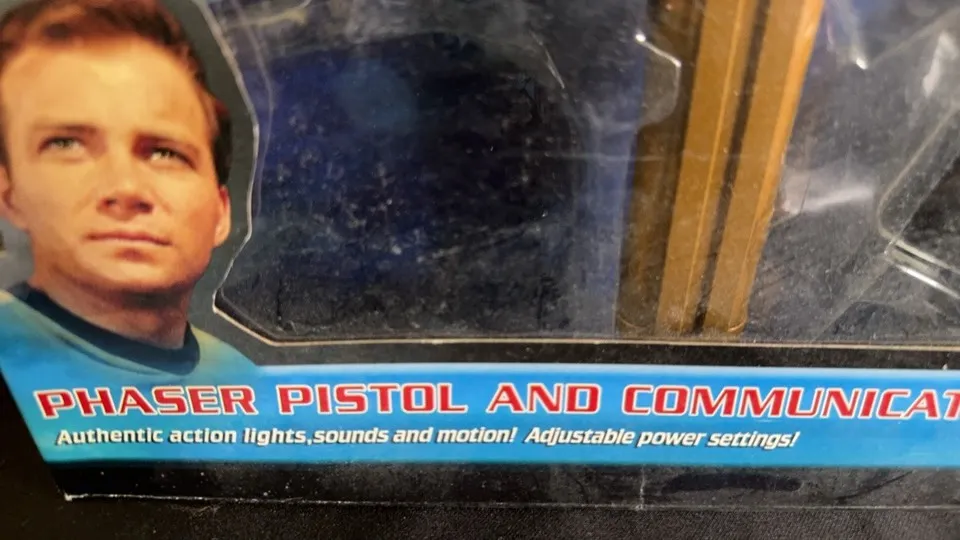 PHASER PISTOL AND COMMUNICAT
Authentic action lights,sounds and motion! Adjustable power settings!